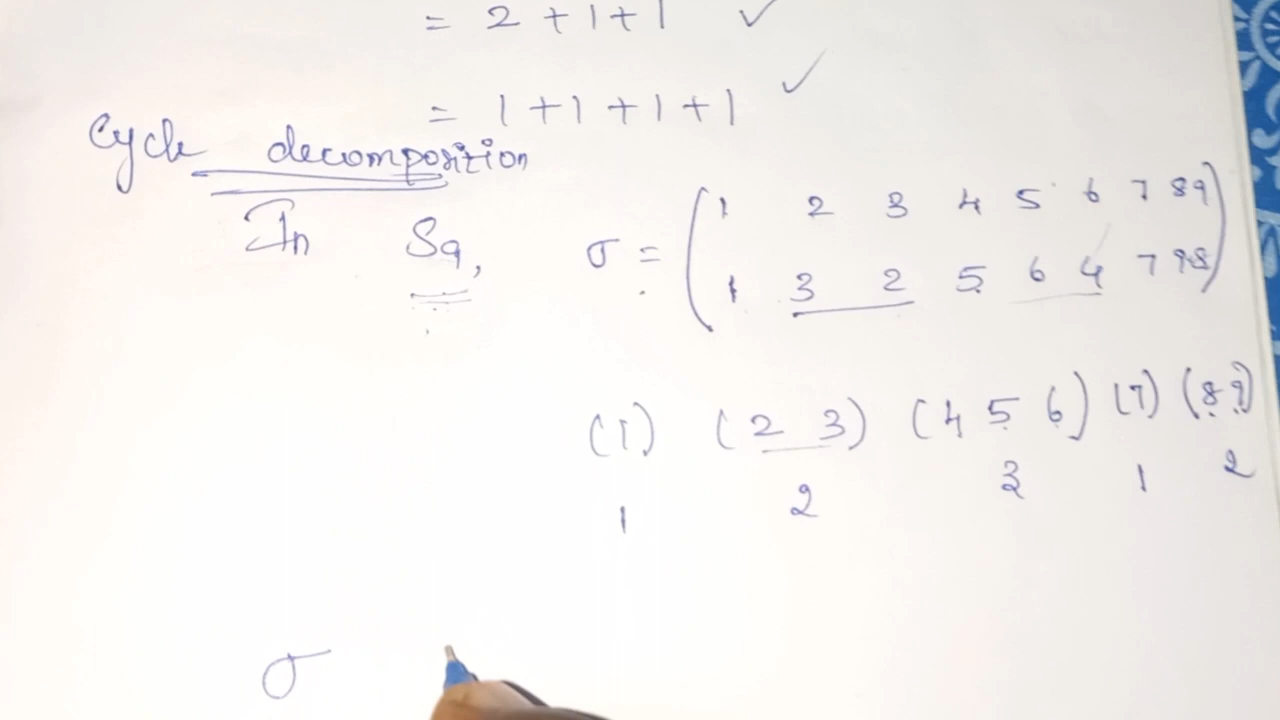 = 2 + 1 + 1 ✓
= 1 + 1 + 1 + 1 ✓
Cycle decomposition
In S9, σ = (1 2 3 4 5 6 7 8 9
1 3 2 5 6 4 7 9 8)
(1) (2 3) (4 5 6) (7) (8 9)
1 2 3 1 2
σ